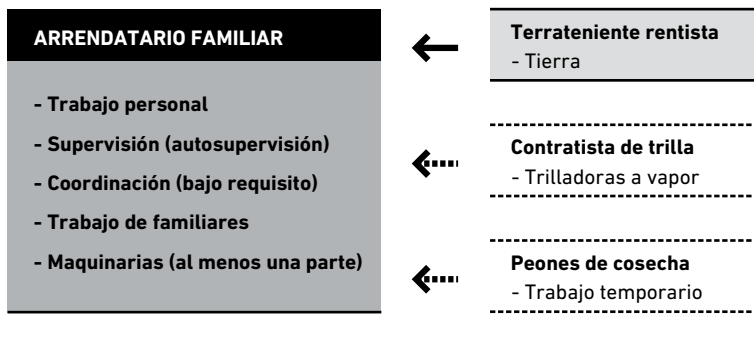 ARRENDATARIO FAMILIAR
- Trabajo personal
- Supervisión (autosupervisión)
- Coordinación (bajo requisito)
- Trabajo de familiares
- Maquinarias (al menos una parte)
Terrateniente rentista
- Tierra
Contratista de trilla
- Trilladoras a vapor
Peones de cosecha
- Trabajo temporario